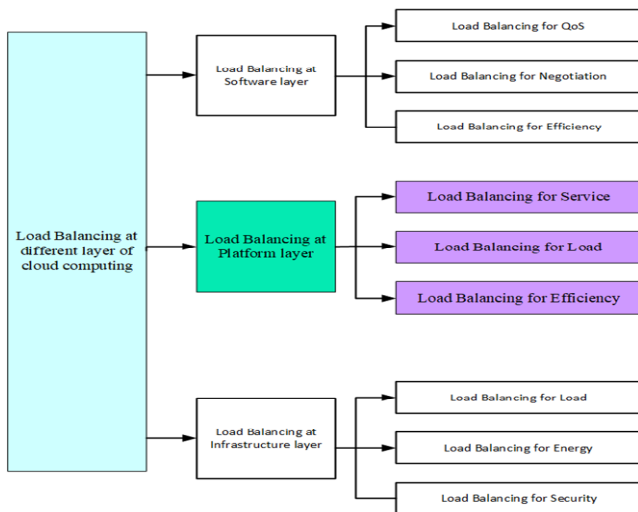 Load Balancing at
different layer of
cloud computing
Load Balancing at
Software layer
Load Balancing for QoS
Load Balancing for Negotiation
Load Balancing for Efficiency
Load Balancing at
Platform layer
Load Balancing for Service
Load Balancing for Load
Load Balancing for Efficiency
Load Balancing at
Infrastructure layer
Load Balancing for Load
Load Balancing for Energy
Load Balancing for Security